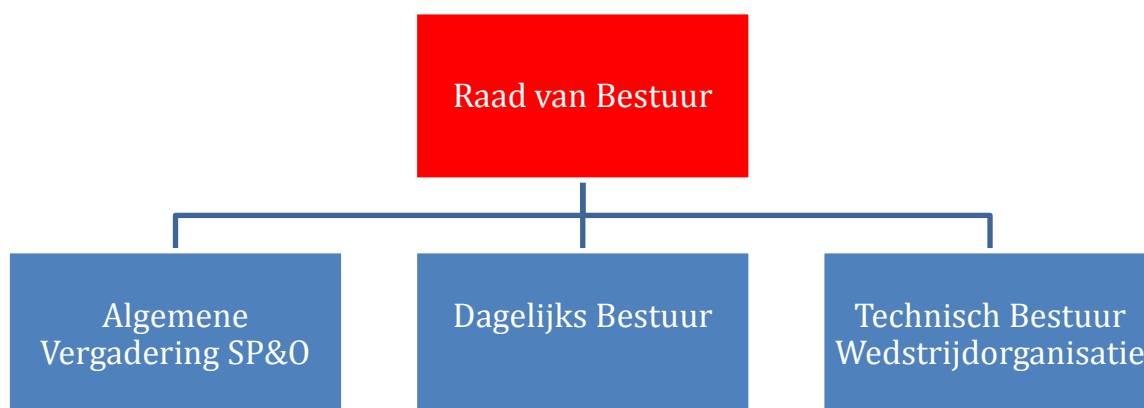 Raad van Bestuur
Algemene
Vergadering SP&O
Dagelijks Bestuur
Technisch Bestuur
Wedstrijdorganisatie